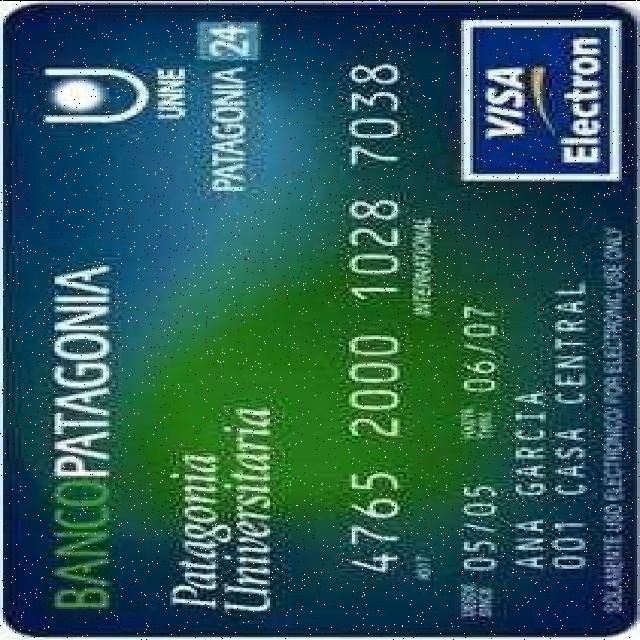 BANCOPATAGONIA
UNNE
Patagonia
Universitaria
PATAGONIA 24
4765 2000 1028 7038
INTERNATIONAL
05/05 06/07
ANA GARCIA
001 CASA CENTRAL
VISA
Electron
SOLAMENTE USO ELECTRONICO/ FOR ELECTRONIC USE ONLY